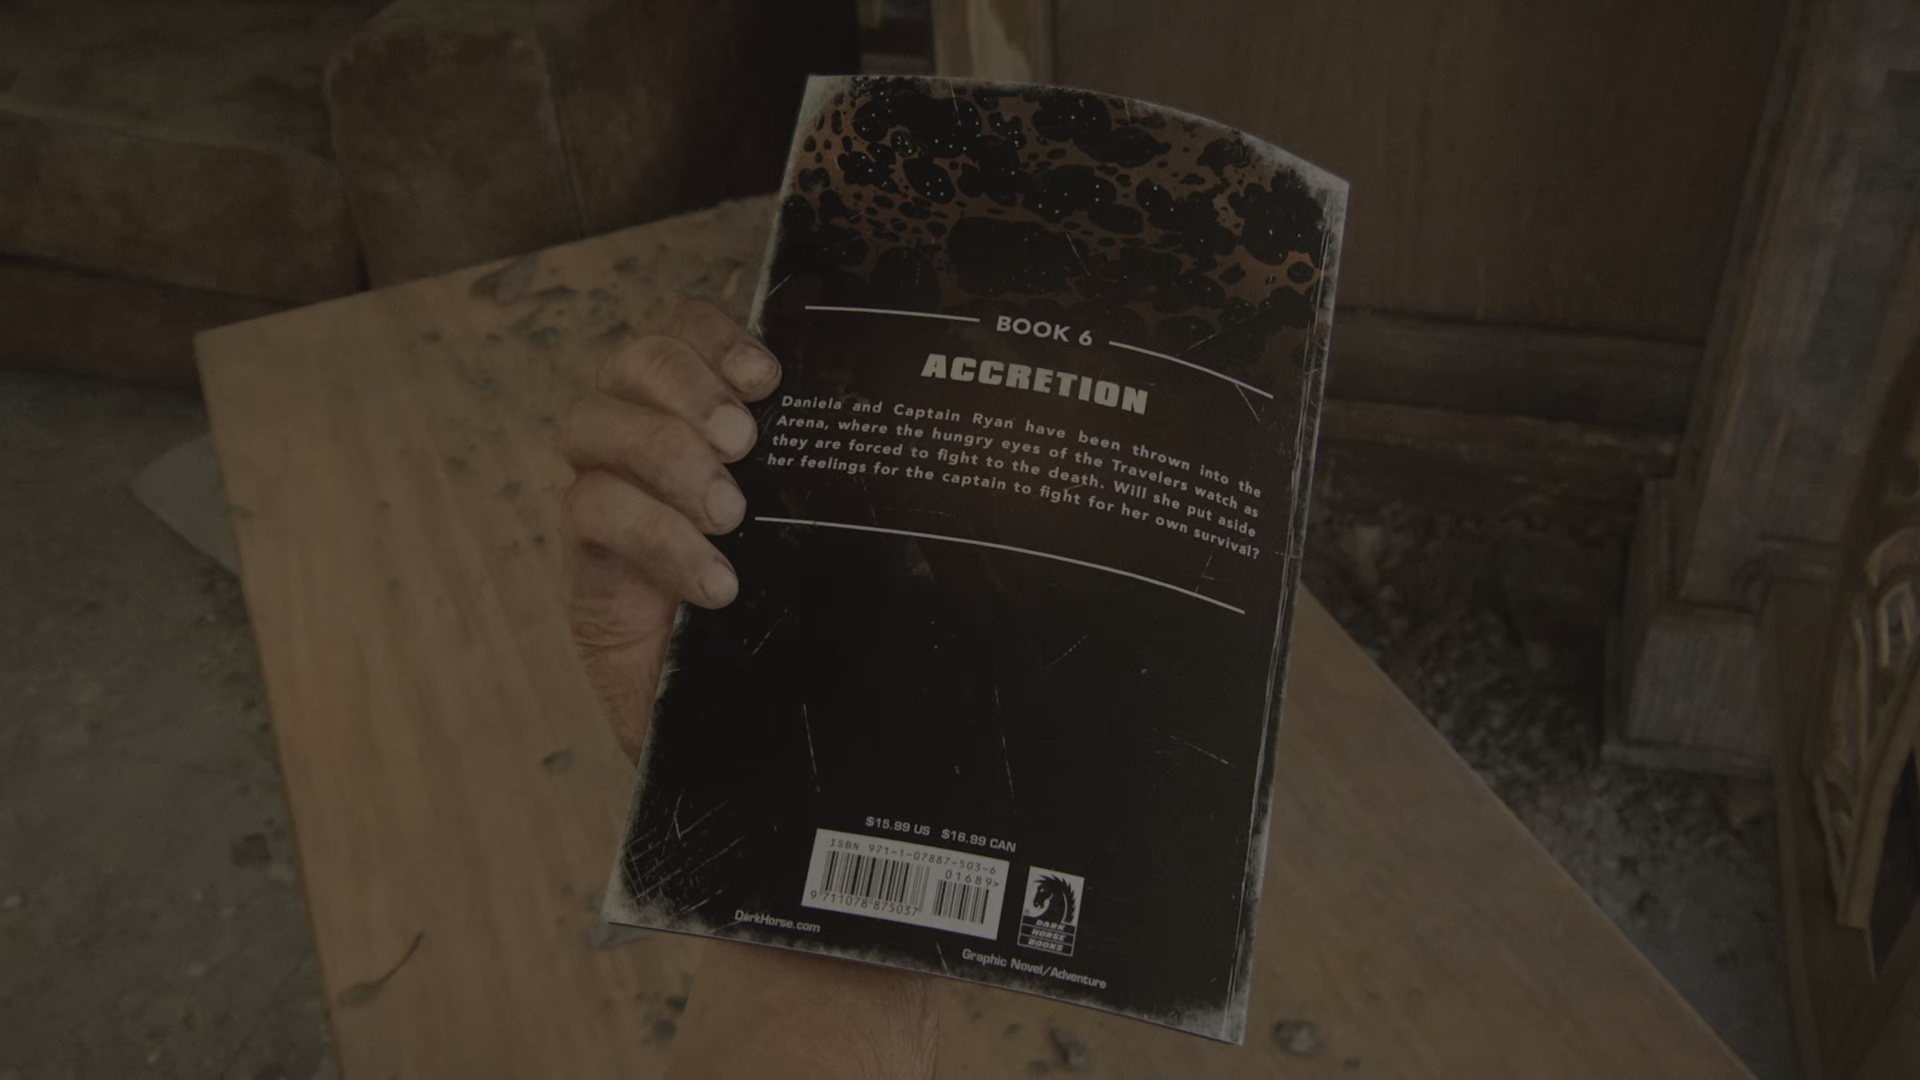 BOOK 6
ACCRETION
Daniela and Captain Ryan have been thrown into the
Arena, where the hungry eyes of the Travelers watch as
they are forced to fight to the death. Will she put aside
her feelings for the captain to fight for her own survival?
$15.99 US $16.99 CAN
ISBN 971-1-07887-503-6
01689>
9 711078 875037
DARK
HORSE
BOOKS
DarkHorse.com
Graphic Novel/Adventure